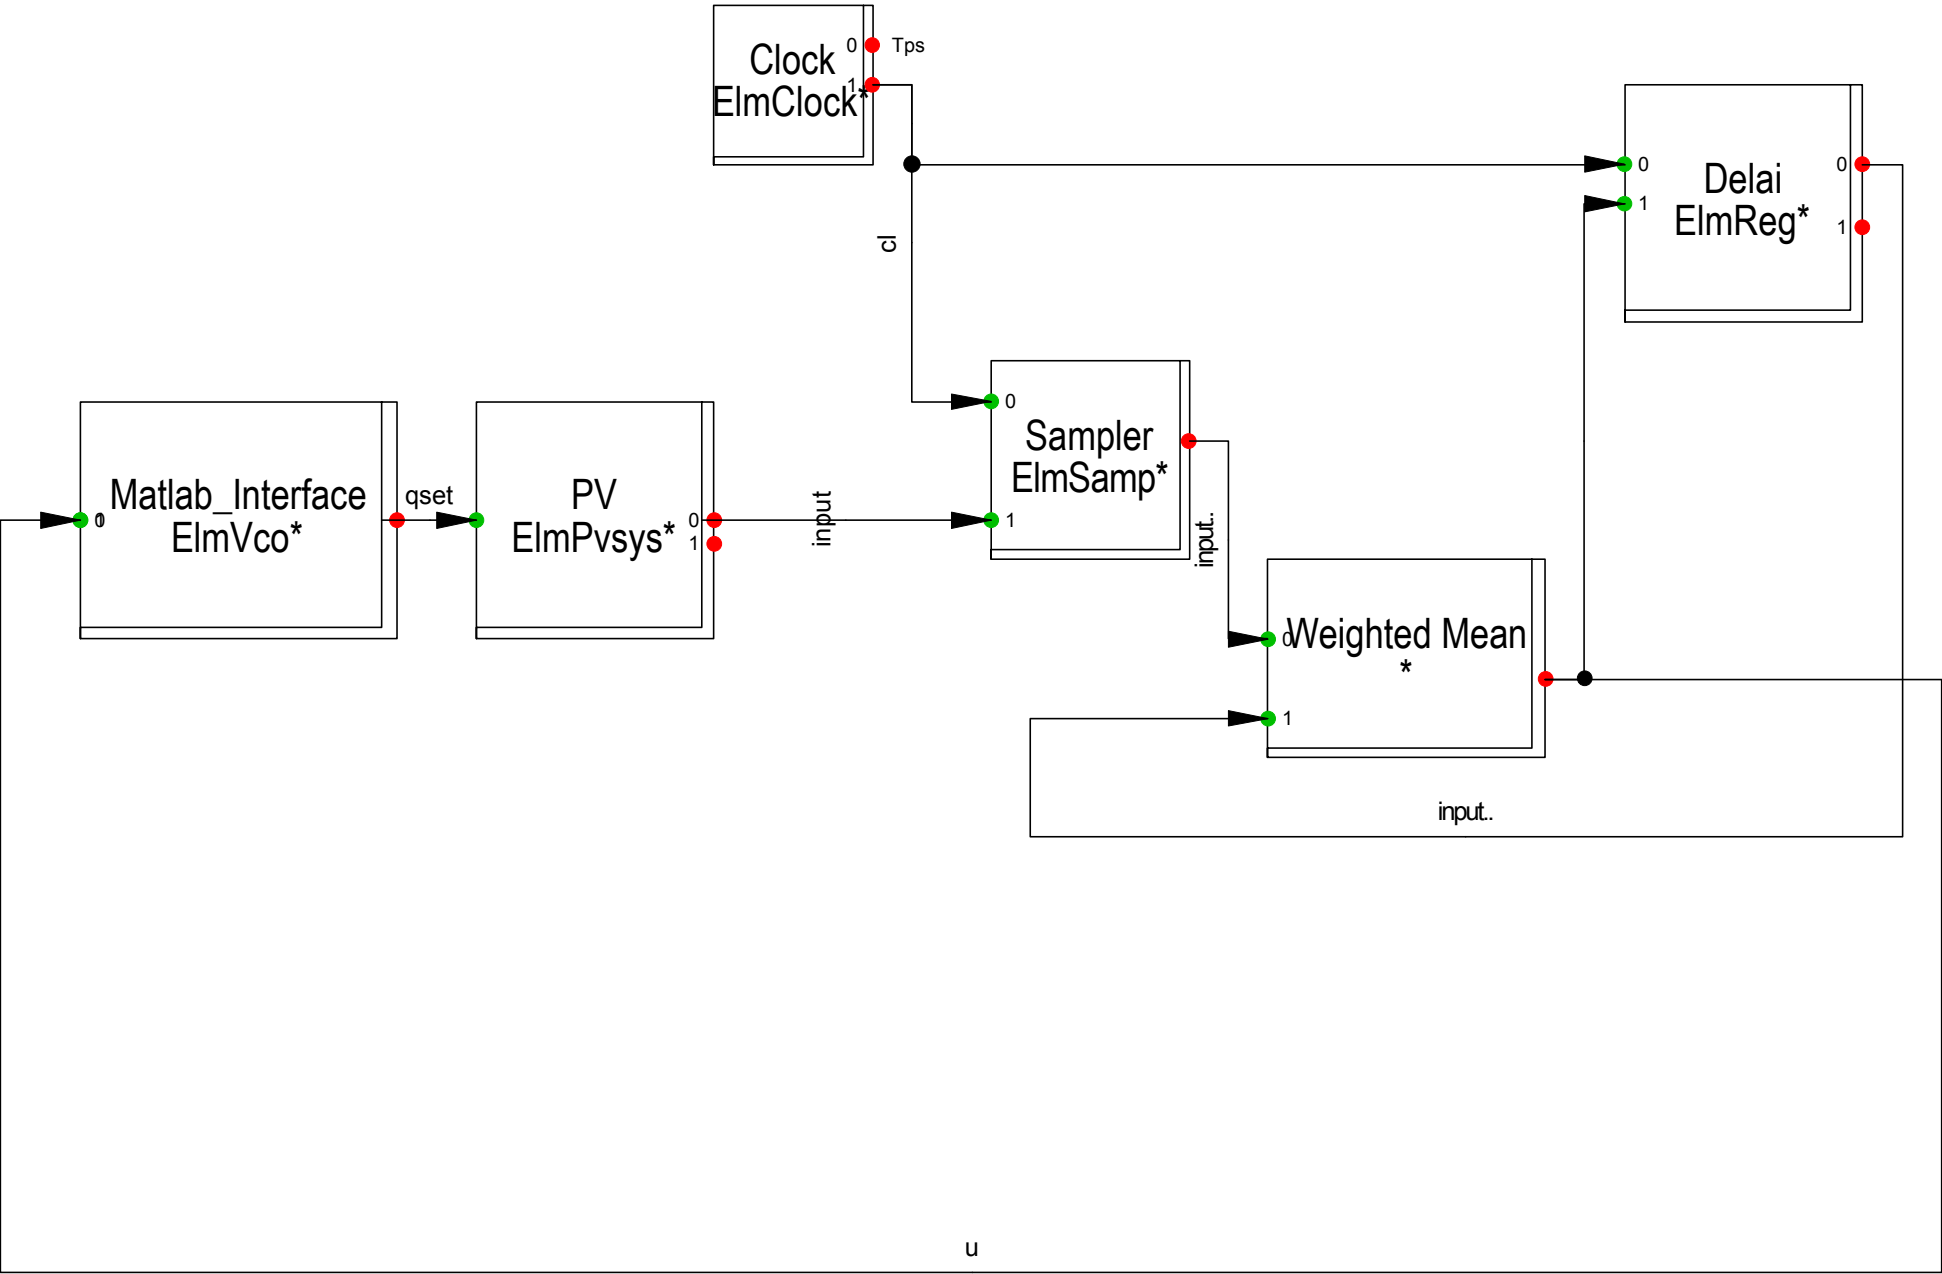 Clock
ElmClock*
0
Tps
1
Delai
ElmReg*
0
1
0
1
cl
Sampler
ElmSamp*
0
1
Matlab_Interface
ElmVco*
qset
PV
ElmPvsys*
0
1
input
input..
Weighted Mean
*
0
1
input..
u